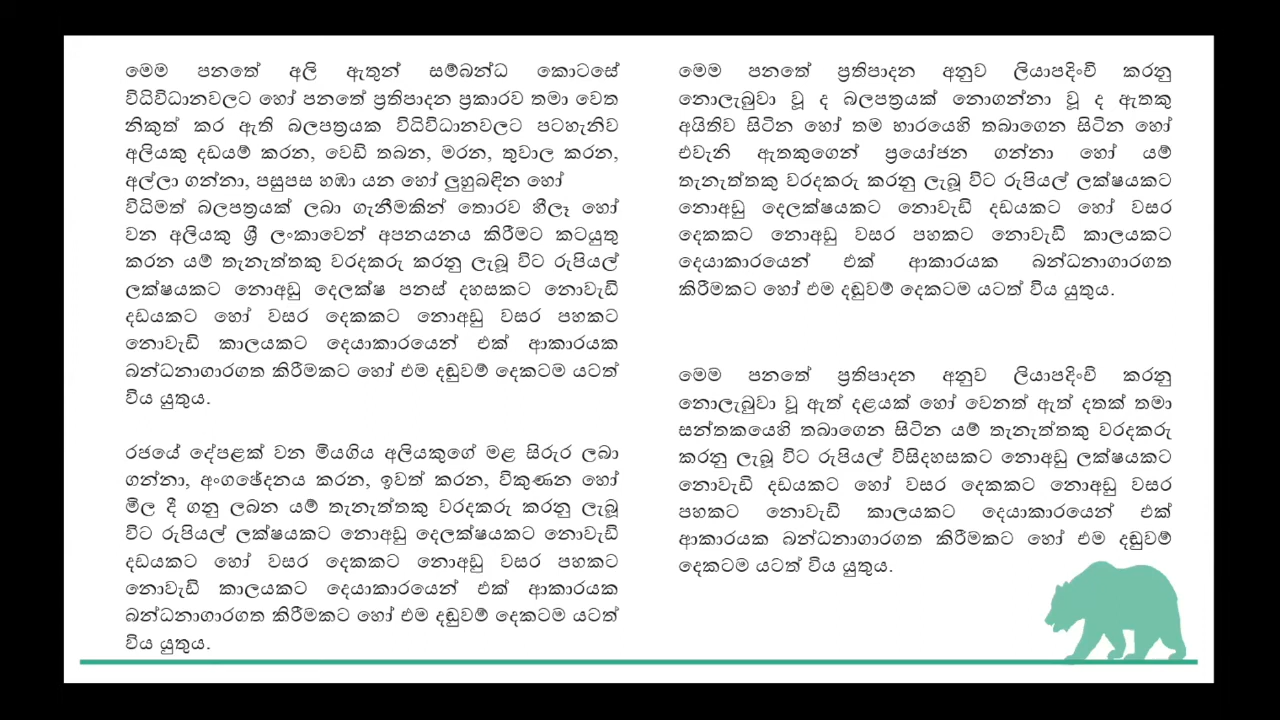 මෙම පනතේ අලි ඇතුන් සම්බන්ධ කොටසේ
විධිවිධානවලට හෝ පනතේ ප්‍රතිපාදන ප්‍රකාරව තමා වෙත
නිකුත් කර ඇති බලපත්‍රයක විධිවිධානවලට පටහැනිව
අලියකු දඩයම් කරන, වෙඩි තබන, මරන, තුවාල කරන,
අල්ලා ගන්නා, පසුපස හඹා යන හෝ ලුහුබඳින හෝ
විධිමත් බලපත්‍රයක් ලබා ගැනීමකින් තොරව හීලෑ හෝ
වන අලියකු ශ්‍රී ලංකාවෙන් අපනයනය කිරීමට කටයුතු
කරන යම් තැනැත්තකු වරදකරු කරනු ලැබූ විට රුපියල්
ලක්ෂයකට නොඅඩු දෙලක්ෂ පනස් දහසකට නොවැඩි
දඩයකට හෝ වසර දෙකකට නොඅඩු වසර පහකට
නොවැඩි කාලයකට දෙයාකාරයෙන් එක් ආකාරයක
බන්ධනාගාරගත කිරීමකට හෝ එම දඬුවම් දෙකටම යටත්
විය යුතුය.
රජයේ දේපළක් වන මියගිය අලියකුගේ මළ සිරුර ලබා
ගන්නා, අංගඡේදනය කරන, ඉවත් කරන, විකුණන හෝ
මිල දී ගනු ලබන යම් තැනැත්තකු වරදකරු කරනු ලැබූ
විට රුපියල් ලක්ෂයකට නොඅඩු දෙලක්ෂයකට නොවැඩි
දඩයකට හෝ වසර දෙකකට නොඅඩු වසර පහකට
නොවැඩි කාලයකට දෙයාකාරයෙන් එක් ආකාරයක
බන්ධනාගාරගත කිරීමකට හෝ එම දඬුවම් දෙකටම යටත්
විය යුතුය.
මෙම පනතේ ප්‍රතිපාදන අනුව ලියාපදිංචි කරනු
නොලැබුවා වූ ද බලපත්‍රයක් නොගන්නා වූ ද ඇතකු
අයිතිව සිටින හෝ තම භාරයෙහි තබාගෙන සිටින හෝ
එවැනි ඇතකුගෙන් ප්‍රයෝජන ගන්නා හෝ යම්
තැනැත්තකු වරදකරු කරනු ලැබූ විට රුපියල් ලක්ෂයකට
නොඅඩු දෙලක්ෂයකට නොවැඩි දඩයකට හෝ වසර
දෙකකට නොඅඩු වසර පහකට නොවැඩි කාලයකට
දෙයාකාරයෙන් එක් ආකාරයක බන්ධනාගාරගත
කිරීමකට හෝ එම දඬුවම් දෙකටම යටත් විය යුතුය.
මෙම පනතේ ප්‍රතිපාදන අනුව ලියාපදිංචි කරනු
නොලැබුවා වූ ඇත් දළයක් හෝ වෙනත් ඇත් දතක් තමා
සන්තකයෙහි තබාගෙන සිටින යම් තැනැත්තකු වරදකරු
කරනු ලැබූ විට රුපියල් විසිදහසකට නොඅඩු ලක්ෂයකට
නොවැඩි දඩයකට හෝ වසර දෙකකට නොඅඩු වසර
පහකට නොවැඩි කාලයකට දෙයාකාරයෙන් එක්
ආකාරයක බන්ධනාගාරගත කිරීමකට හෝ එම දඬුවම්
දෙකටම යටත් විය යුතුය.